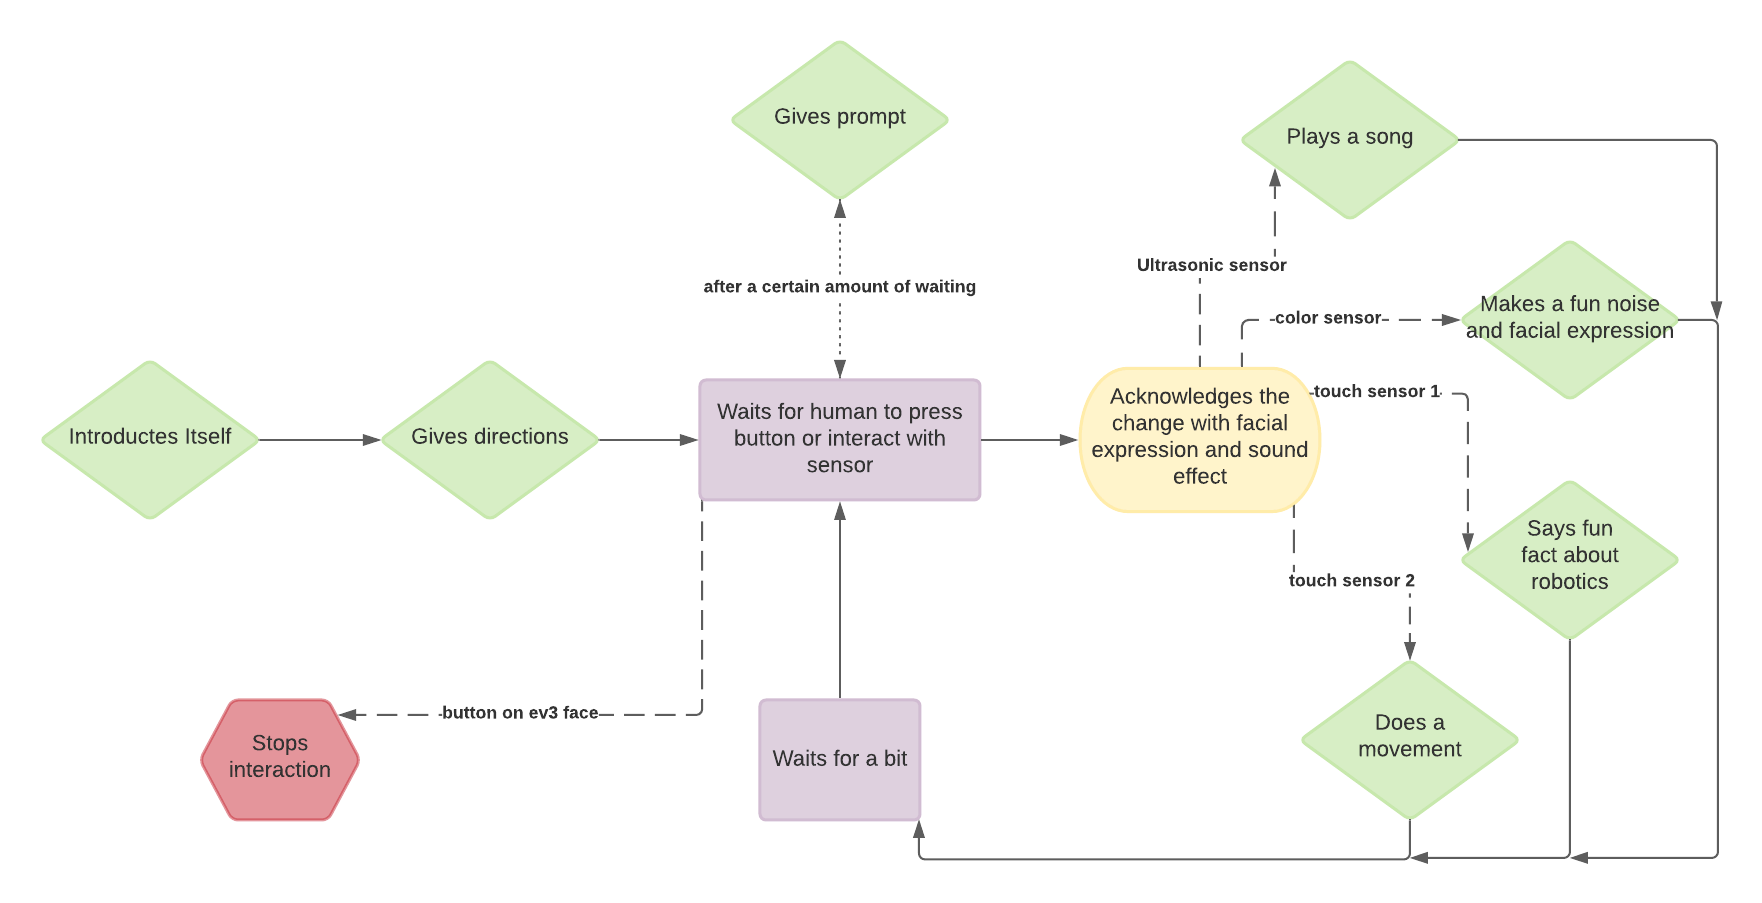 Gives prompt
Plays a song
Ultrasonic sensor
after a certain amount of waiting
Makes a fun noise
and facial expression
color sensor
touch sensor 1
Introductes Itself
Gives directions
Waits for human to press
button or interact with
sensor
Acknowledges the
change with facial
expression and sound
effect
Says fun
fact about
robotics
touch sensor 2
button on ev3 face
Stops
interaction
Waits for a bit
Does a
movement